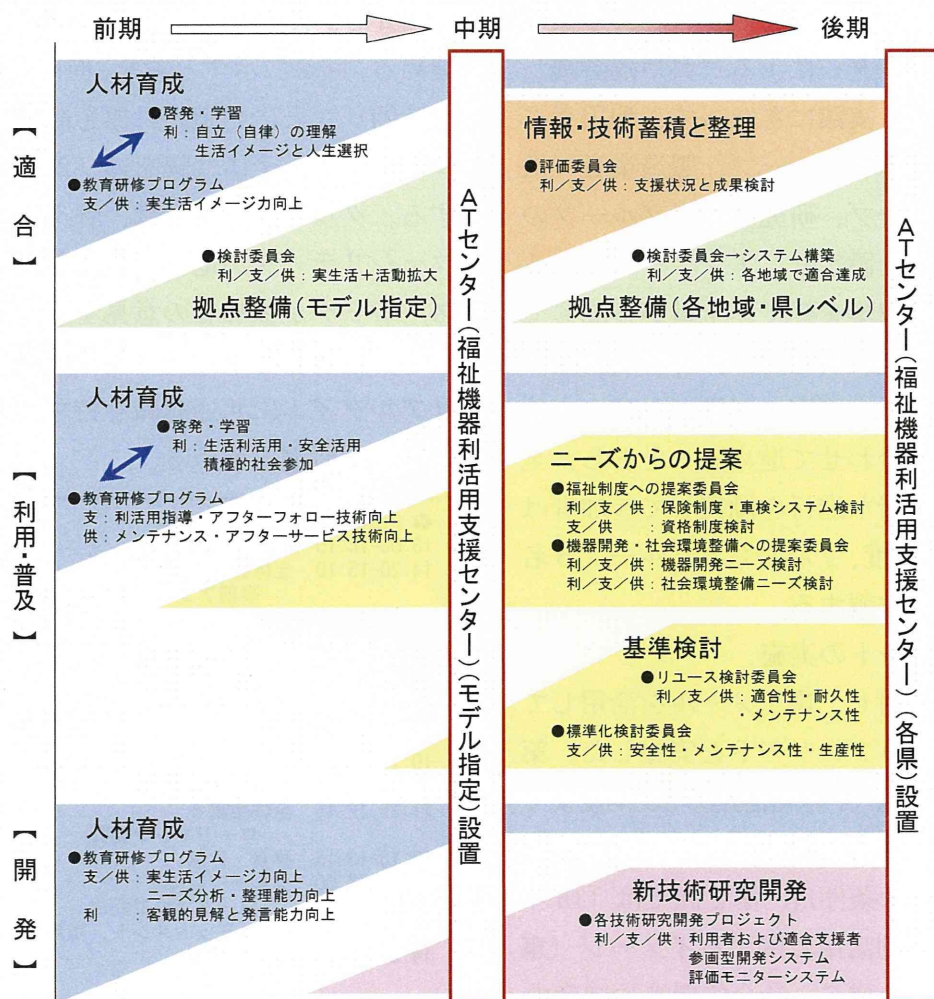 前期
中期
後期
【適合】
人材育成
●啓発・学習
利：自立（自律）の理解
生活イメージと人生選択
●教育研修プログラム
支／供：実生活イメージ力向上
●検討委員会
利／支／供：実生活＋活動拡大
拠点整備（モデル指定）
情報・技術蓄積と整理
●評価委員会
利／支／供：支援状況と成果検討
●検討委員会→システム構築
利／支／供：各地域で適合達成
拠点整備（各地域・県レベル）
【利用・普及】
人材育成
●啓発・学習
利：生活利活用・安全活用
積極的社会参加
●教育研修プログラム
支：利活用指導・アフターフォロー技術向上
供：メンテナンス・アフターサービス技術向上
ニーズからの提案
●福祉制度への提案委員会
利／支／供：保険制度・車検システム検討
支／供　　：資格制度検討
●機器開発・社会環境整備への提案委員会
利／支／供：機器開発ニーズ検討
利／支／供：社会環境整備ニーズ検討
基準検討
●リユース検討委員会
利／支／供：適合性・耐久性
・メンテナンス性
●標準化検討委員会
支／供：安全性・メンテナンス性・生産性
【開発】
人材育成
●教育研修プログラム
支／供：実生活イメージ力向上
ニーズ分析・整理能力向上
利　　：客観的見解と発言能力向上
新技術研究開発
●各技術研究開発プロジェクト
利／支／供：利用者および適合支援者
参画型開発システム
評価モニターシステム
ATセンター（福祉機器利活用支援センター）（モデル指定）設置
ATセンター（福祉機器利活用支援センター）（各県）設置